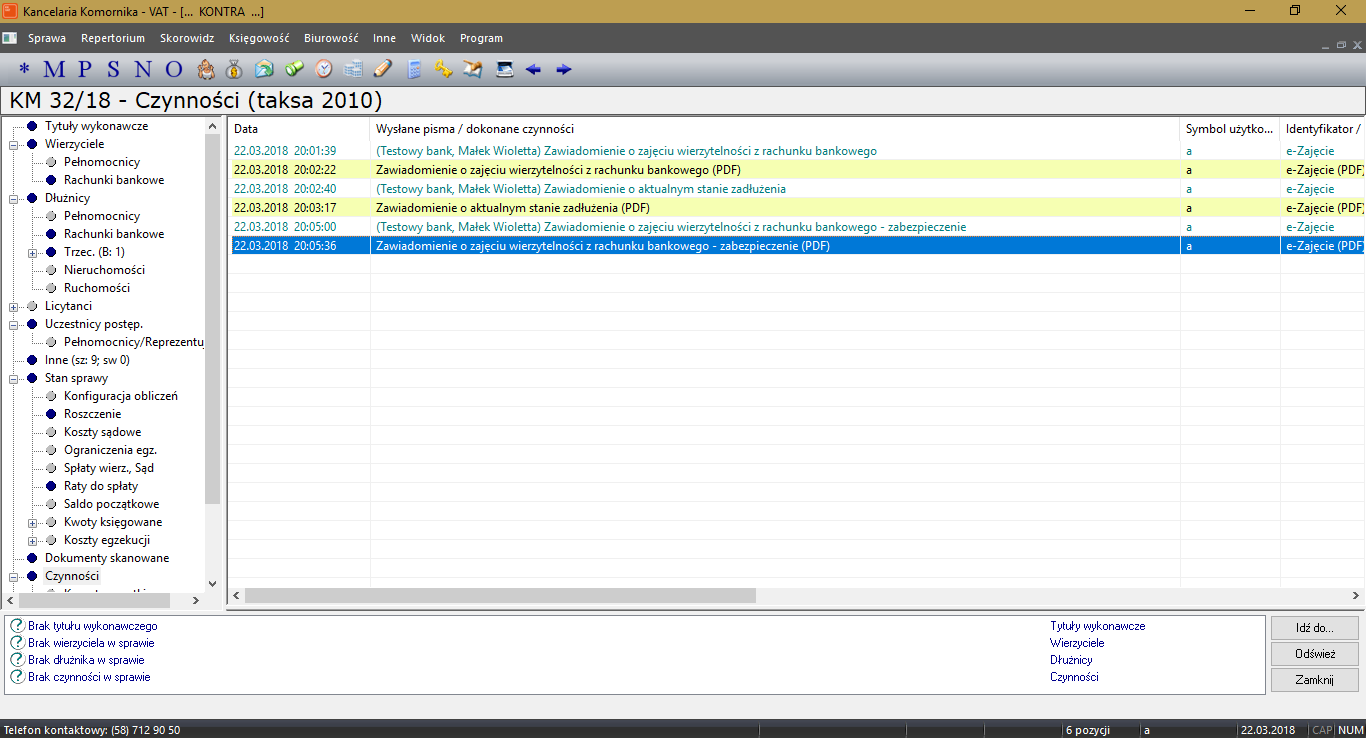 Kancelaria Komornika - VAT - [... KONTRA ...]
Sprawa Repertorium Skorowidz Księgowość Biurowość Inne Widok Program
* M P S N O
KM 32/18 - Czynności (taksa 2010)
Tytuły wykonawcze
Wierzyciele
Pełnomocnicy
Rachunki bankowe
Dłużnicy
Pełnomocnicy
Rachunki bankowe
Trzec. (B: 1)
Nieruchomości
Ruchomości
Licytanci
Uczestnicy postęp.
Pełnomocnicy/Reprezentu
Inne (sz: 9; sw 0)
Stan sprawy
Konfiguracja obliczeń
Roszczenie
Koszty sądowe
Ograniczenia egz.
Spłaty wierz., Sąd
Raty do spłaty
Saldo początkowe
Kwoty księgowane
Koszty egzekucji
Dokumenty skanowane
Czynności
Data Wysłane pisma / dokonane czynności Symbol użytko... Identyfikator /
22.03.2018 20:01:39 (Testowy bank, Małek Wioletta) Zawiadomienie o zajęciu wierzytelności z rachunku bankowego a e-Zajęcie
22.03.2018 20:02:22 Zawiadomienie o zajęciu wierzytelności z rachunku bankowego (PDF) a e-Zajęcie (PDF)
22.03.2018 20:02:40 (Testowy bank, Małek Wioletta) Zawiadomienie o aktualnym stanie zadłużenia a e-Zajęcie
22.03.2018 20:03:17 Zawiadomienie o aktualnym stanie zadłużenia (PDF) a e-Zajęcie (PDF)
22.03.2018 20:05:00 (Testowy bank, Małek Wioletta) Zawiadomienie o zajęciu wierzytelności z rachunku bankowego - zabezpieczenie a e-Zajęcie
22.03.2018 20:05:36 Zawiadomienie o zajęciu wierzytelności z rachunku bankowego - zabezpieczenie (PDF) a e-Zajęcie (PDF)
Brak tytułu wykonawczego Tytuły wykonawcze
Brak wierzyciela w sprawie Wierzyciele
Brak dłużnika w sprawie Dłużnicy
Brak czynności w sprawie Czynności
Idź do...
Odśwież
Zamknij
Telefon kontaktowy: (58) 712 90 50 6 pozycji a 22.03.2018 CAP NUM